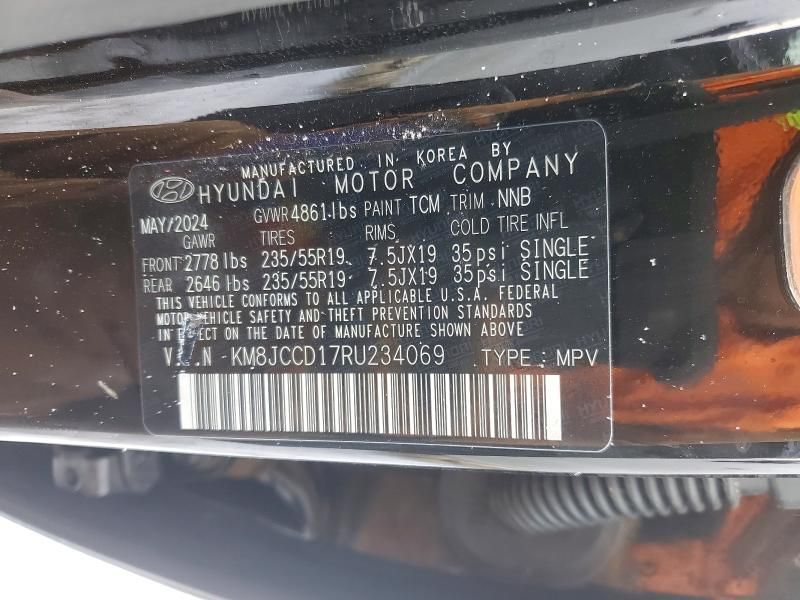 MANUFACTURED IN KOREA BY
HYUNDAI MOTOR COMPANY
MAY/2024 GVWR 4861 lbs PAINT TCM TRIM NNB
GAWR TIRES RIMS COLD TIRE INFL
FRONT 2778 lbs 235/55R19 7.5JX19 35psi SINGLE
REAR 2646 lbs 235/55R19 7.5JX19 35psi SINGLE
THIS VEHICLE CONFORMS TO ALL APPLICABLE U.S.A. FEDERAL
MOTOR VEHICLE SAFETY AND THEFT PREVENTION STANDARDS
IN EFFECT ON THE DATE OF MANUFACTURE SHOWN ABOVE.
V.I.N KM8JCCD17RU234069 TYPE : MPV